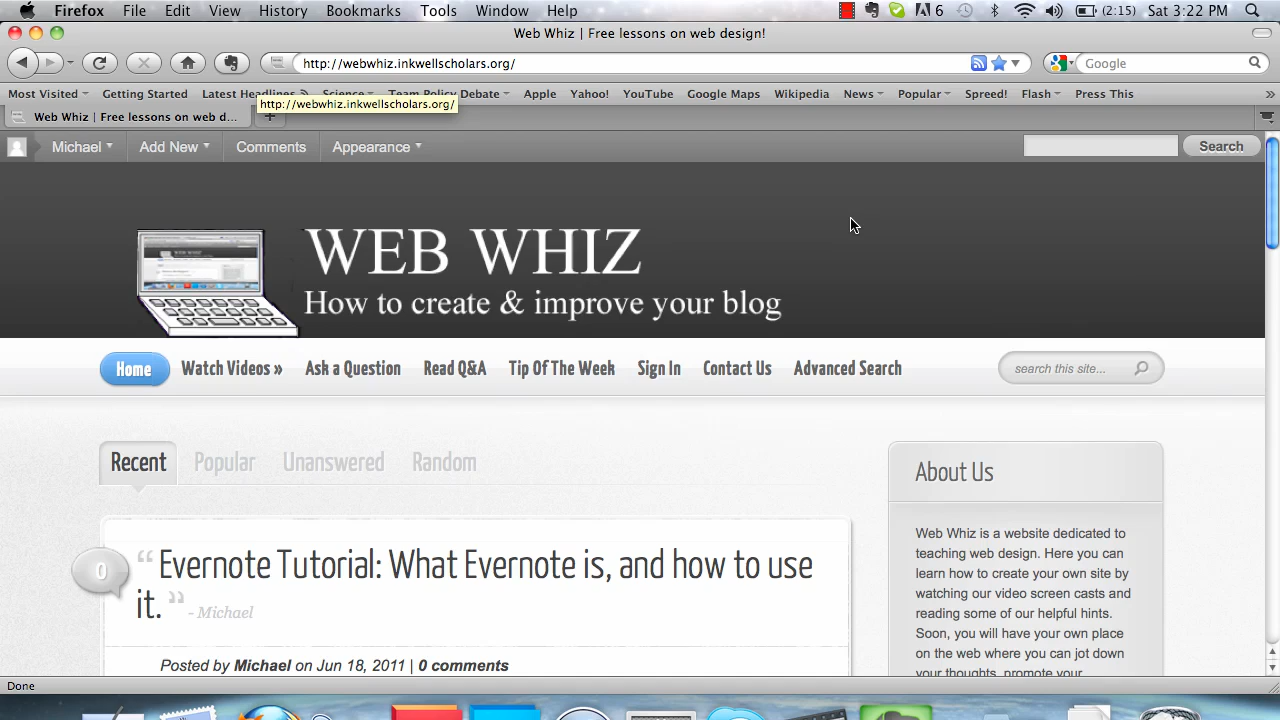 Firefox File Edit View History Bookmarks Tools Window Help 6 (2:15) Sat 3:22 PM
Web Whiz | Free lessons on web design!
http://webwhiz.inkwellscholars.org/ Google
Most Visited Getting Started Latest Headlines Science Team Policy Debate Apple Yahoo! YouTube Google Maps Wikipedia News Popular Spreed! Flash Press This »
http://webwhiz.inkwellscholars.org/
Web Whiz | Free lessons on web d... +
Michael Add New Comments Appearance Search
WEB WHIZ
How to create & improve your blog
Home Watch Videos » Ask a Question Read Q&A Tip Of The Week Sign In Contact Us Advanced Search search this site...
Recent Popular Unanswered Random
About Us
0
“ Evernote Tutorial: What Evernote is, and how to use
it. ” - Michael
Posted by Michael on Jun 18, 2011 | 0 comments
Web Whiz is a website dedicated to
teaching web design. Here you can
learn how to create your own site by
watching our video screen casts and
reading some of our helpful hints.
Soon, you will have your own place
on the web where you can jot down
your thoughts, promote your
Done